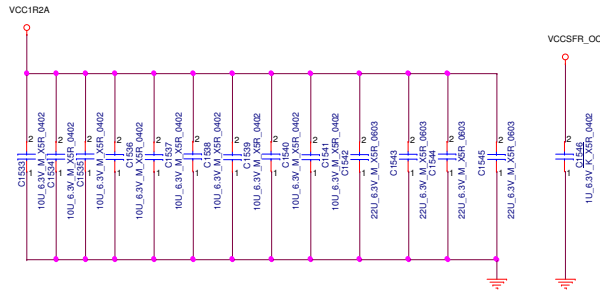 VCC1R2A
VCCSFR_OC
2
1
C1533
10U_6.3V_M_X5R_0402
2
1
C1534
10U_6.3V_M_X5R_0402
2
1
C1535
10U_6.3V_M_X5R_0402
2
1
C1536
10U_6.3V_M_X5R_0402
2
1
C1537
10U_6.3V_M_X5R_0402
2
1
C1538
10U_6.3V_M_X5R_0402
2
1
C1539
10U_6.3V_M_X5R_0402
2
1
C1540
10U_6.3V_M_X5R_0402
2
1
C1541
10U_6.3V_M_X5R_0402
2
1
C1542
22U_6.3V_M_X5R_0603
2
1
C1543
22U_6.3V_M_X5R_0603
2
1
C1544
22U_6.3V_M_X5R_0603
2
1
C1545
22U_6.3V_M_X5R_0603
2
1
C1546
1U_6.3V_K_X5R_0402